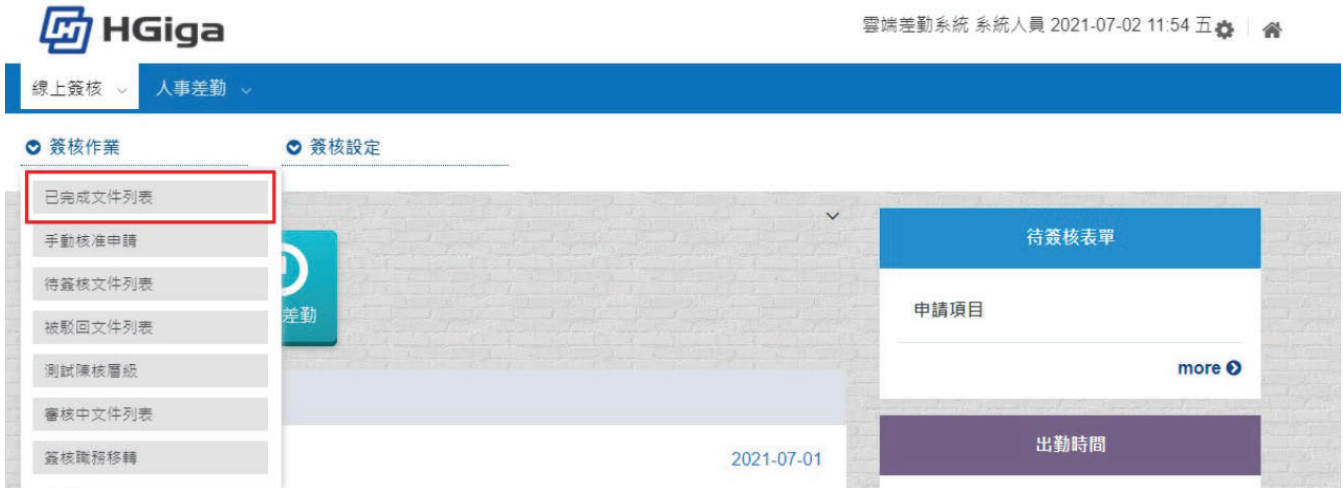 HGiga
雲端差勤系統 系統人員 2021-07-02 11:54 五
線上簽核
人事差勤
簽核作業
簽核設定
已完成文件列表
手動核准申請
待簽核文件列表
被駁回文件列表
測試陳核層級
審核中文件列表
簽核職務移轉
差勤
2021-07-01
待簽核表單
申請項目
more
出勤時間